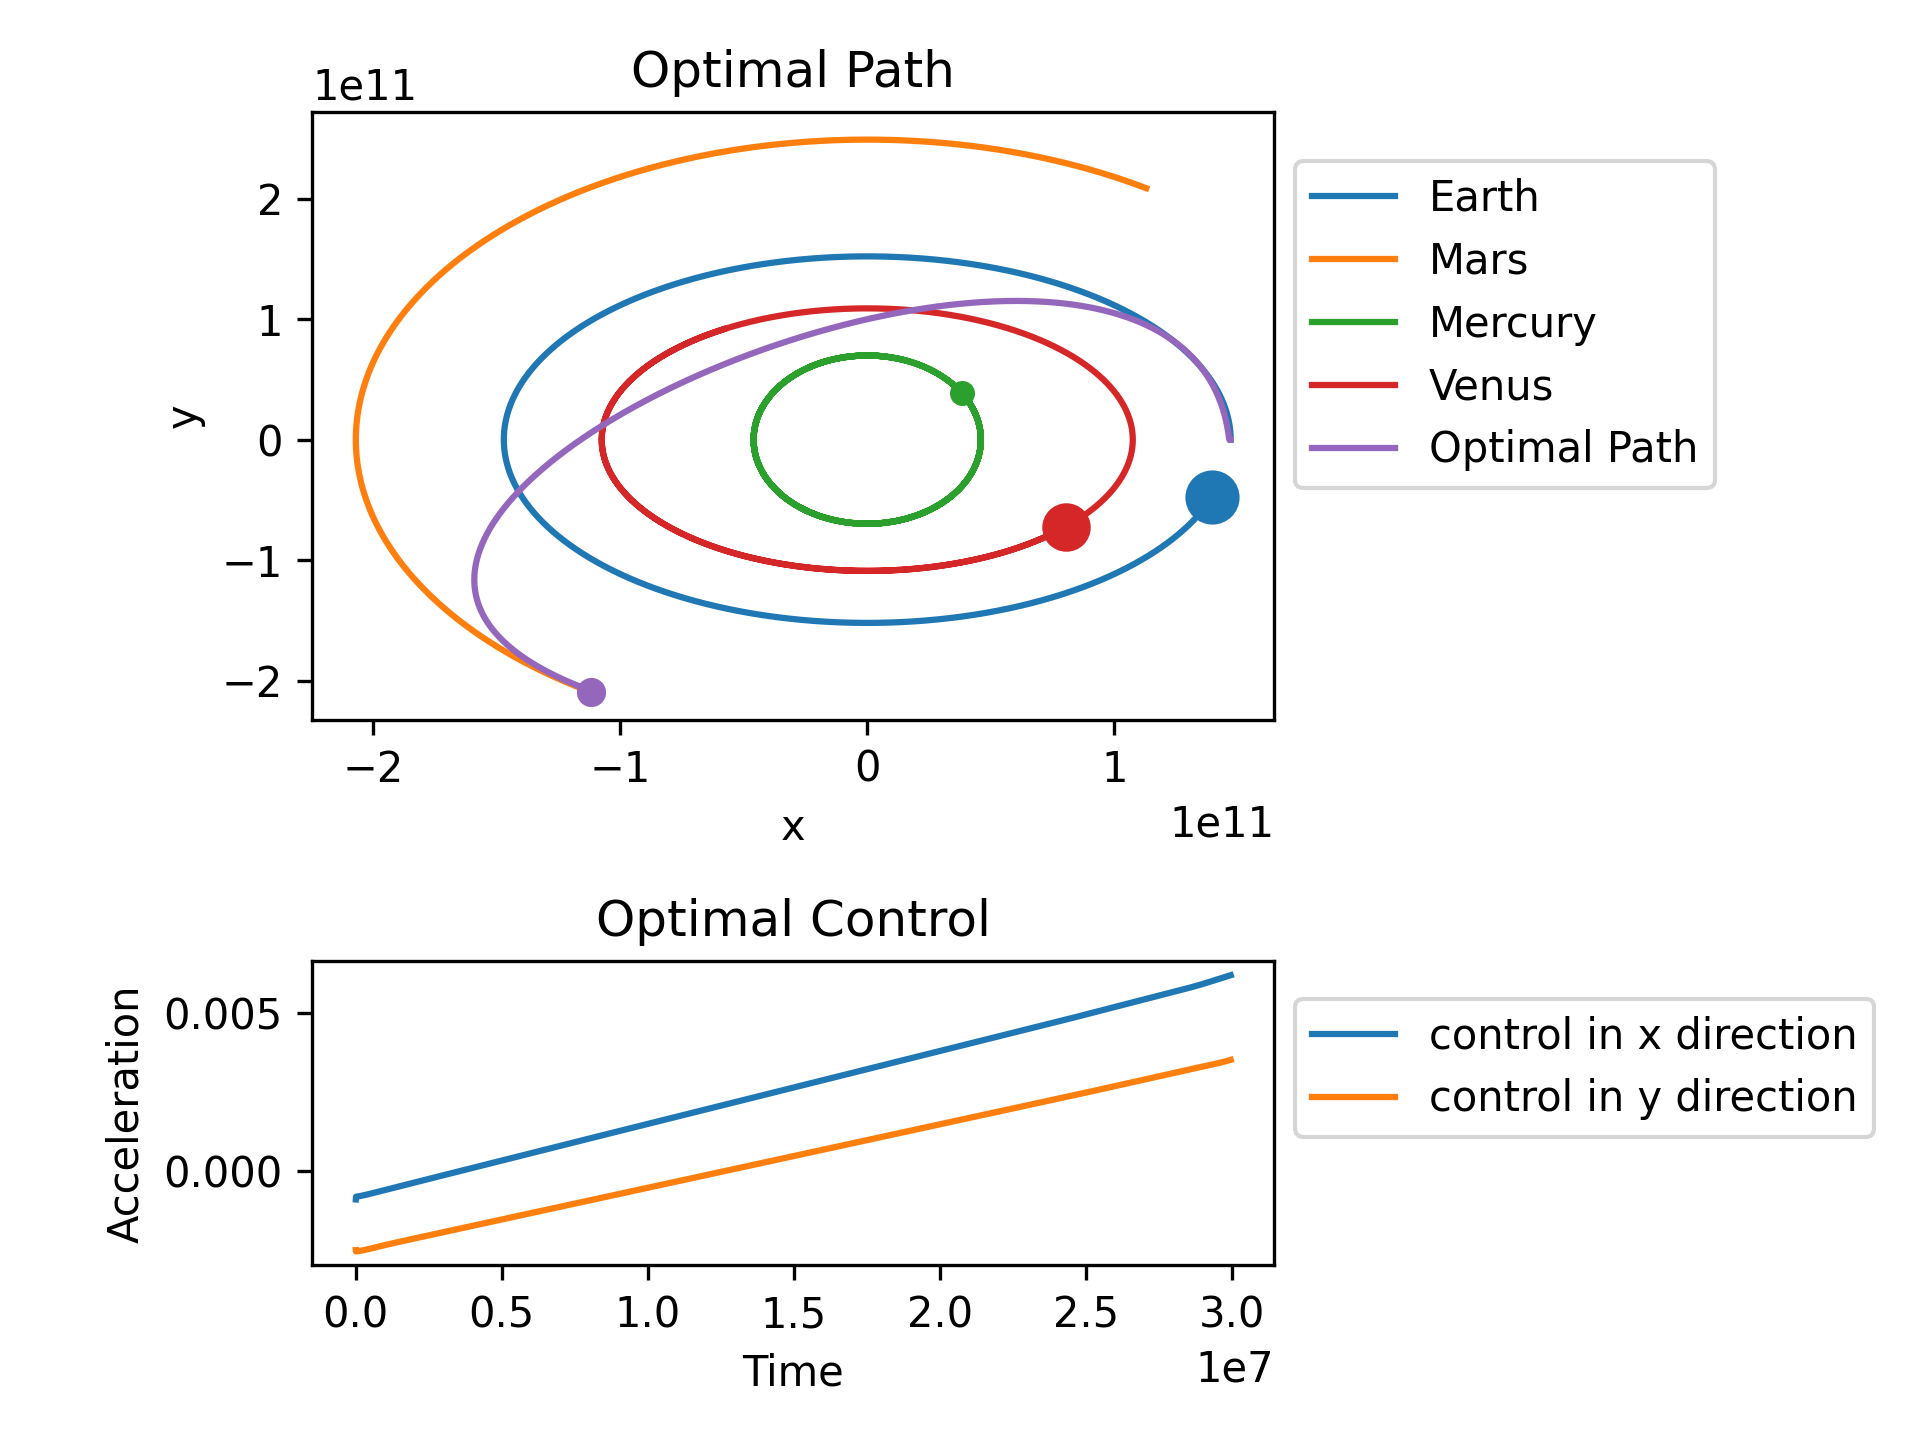 Optimal Path
1e11
2
1
0
−1
−2
y
−2 −1 0 1
x
1e11
Earth
Mars
Mercury
Venus
Optimal Path
Optimal Control
0.005
0.000
Acceleration
0.0 0.5 1.0 1.5 2.0 2.5 3.0
Time
1e7
control in x direction
control in y direction